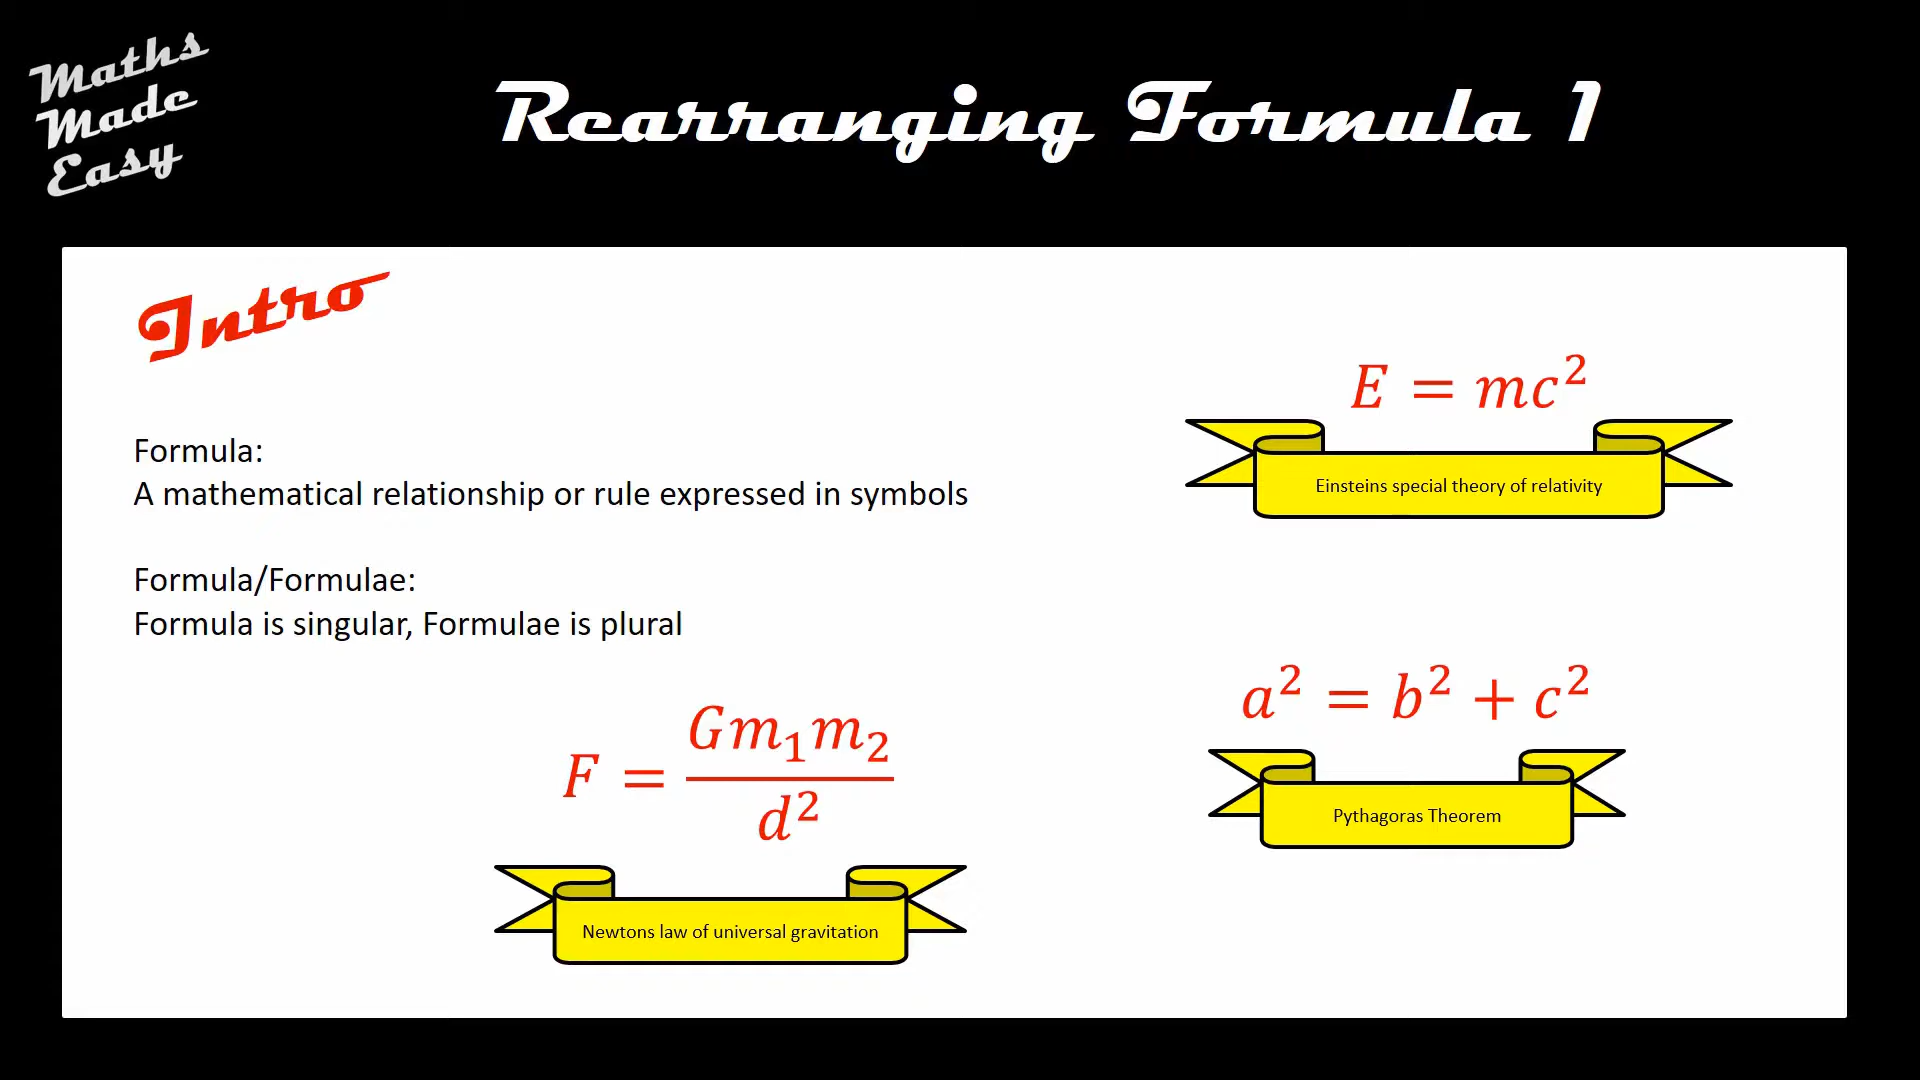 Maths
Made
Easy
Rearranging Formula 1
Intro
Formula:
A mathematical relationship or rule expressed in symbols
Formula/Formulae:
Formula is singular, Formulae is plural
E = mc²
Einsteins special theory of relativity
a² = b² + c²
Pythagoras Theorem
F = Gm₁m₂ / d²
Newtons law of universal gravitation